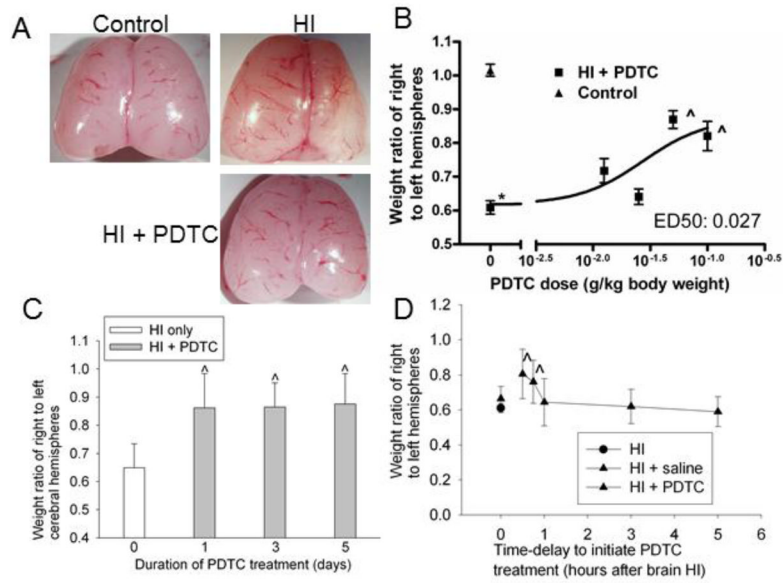 A
Control
HI
HI + PDTC
B
Weight ratio of right
to left hemispheres
1.1
1.0
0.9
0.8
0.7
0.6
0.5
HI + PDTC
Control
*
^
^
ED50: 0.027
0
10-2.5
10-2.0
10-1.5
10-1.0
10-0.5
PDTC dose (g/kg body weight)
C
Weight ratio of right to left
cerebral hemispheres
1.1
1.0
0.9
0.8
0.7
0.6
0.5
0.4
HI only
HI + PDTC
^
^
^
0
1
3
5
Duration of PDTC treatment (days)
D
Weight ratio of right
to left hemispheres
1.2
1.0
0.8
0.6
0.4
0.2
0.0
^
^
HI
HI + saline
HI + PDTC
0
1
2
3
4
5
6
Time-delay to initiate PDTC
treatment (hours after brain HI)